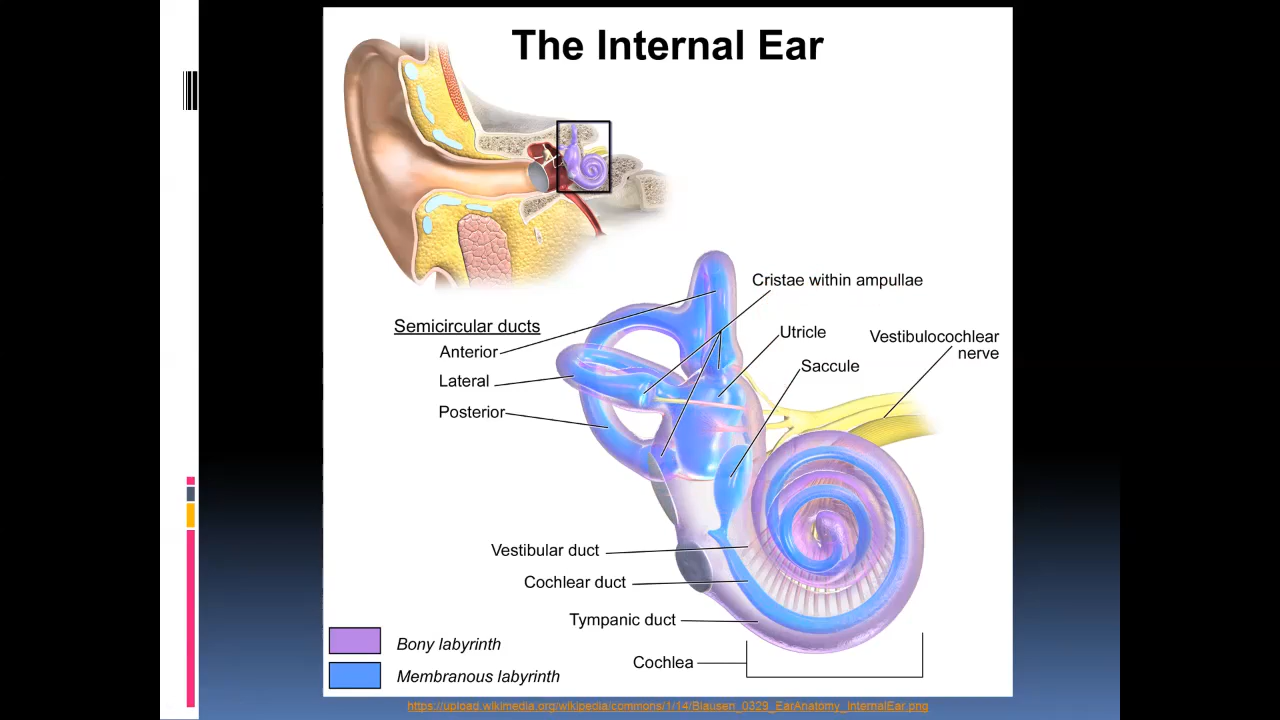 The Internal Ear
Cristae within ampullae
Semicircular ducts
Anterior
Lateral
Posterior
Utricle
Saccule
Vestibulocochlear
nerve
Vestibular duct
Cochlear duct
Tympanic duct
Cochlea
Bony labyrinth
Membranous labyrinth
https://upload.wikimedia.org/wikipedia/commons/1/14/Blausen_0329_EarAnatomy_InternalEar.png